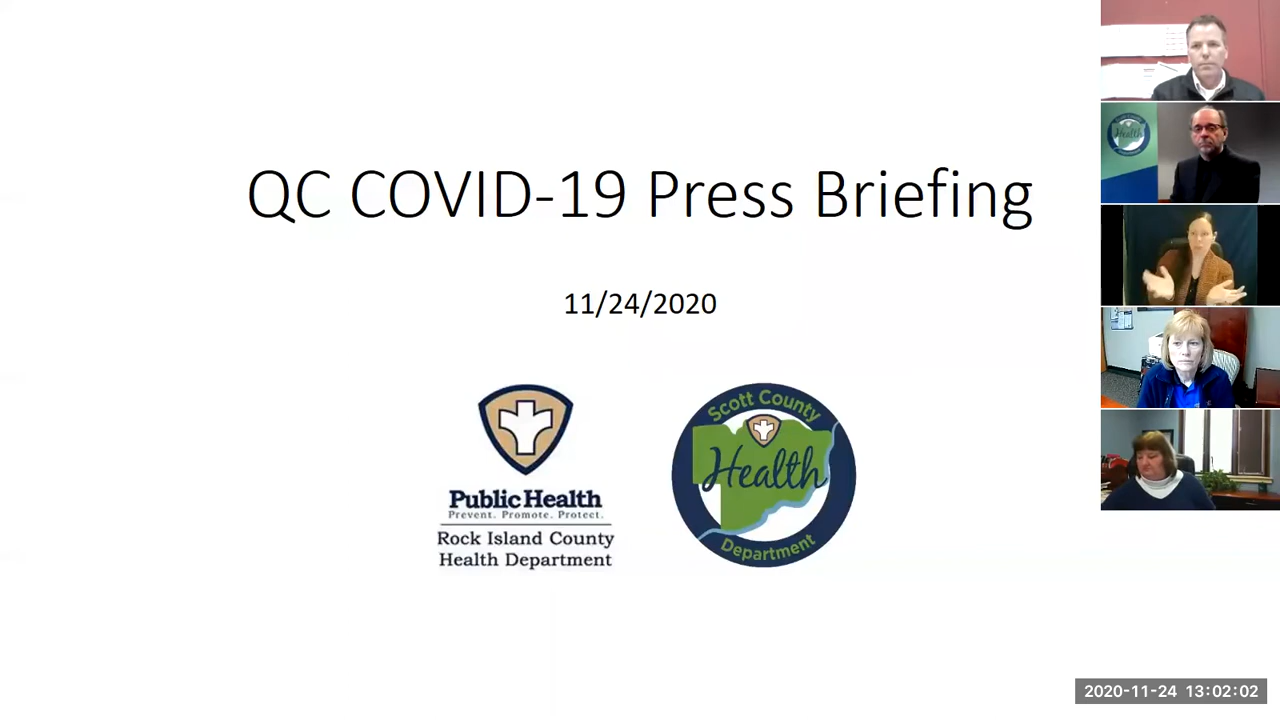 QC COVID-19 Press Briefing
11/24/2020
Public Health
Prevent. Promote. Protect.
Rock Island County
Health Department
Scott County
Health
Department
Health
2020-11-24 13:02:02